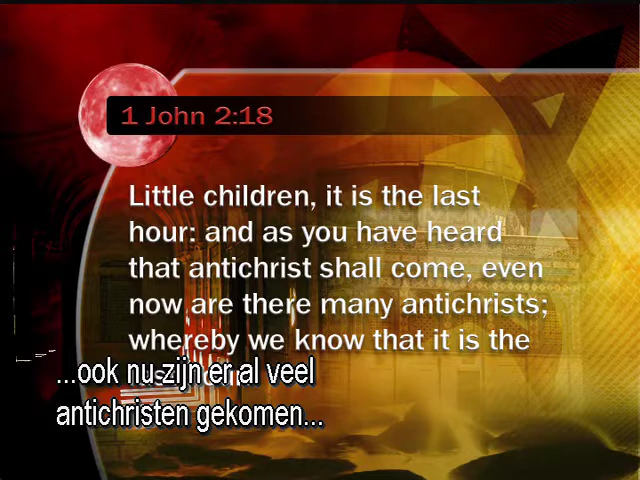 1 John 2:18
Little children, it is the last
hour: and as you have heard
that antichrist shall come, even
now are there many antichrists;
whereby we know that it is the
...ook nu zijn er al veel
antichristen gekomen...